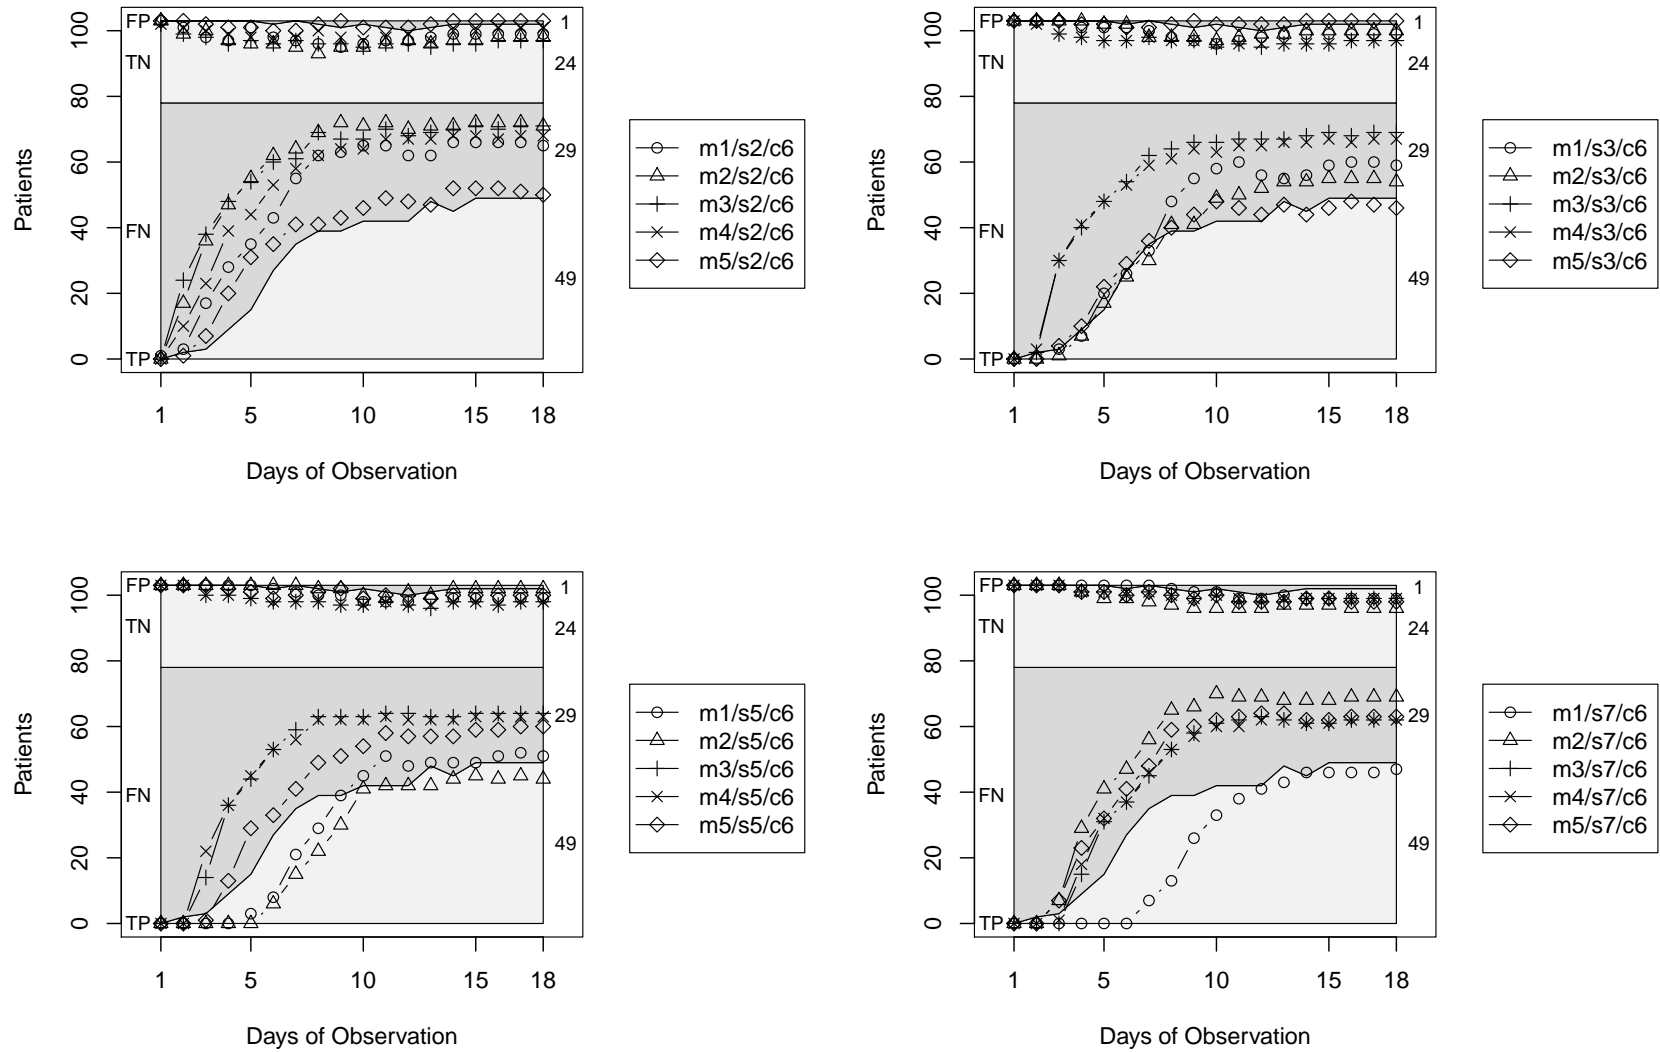 FP
TN
FN
TP
1
24
29
49
0
20
40
60
80
100
Patients
1
5
10
15
18
Days of Observation
m1/s2/c6
m2/s2/c6
m3/s2/c6
m4/s2/c6
m5/s2/c6
FP
TN
FN
TP
1
24
29
49
0
20
40
60
80
100
Patients
1
5
10
15
18
Days of Observation
m1/s3/c6
m2/s3/c6
m3/s3/c6
m4/s3/c6
m5/s3/c6
FP
TN
FN
TP
1
24
29
49
0
20
40
60
80
100
Patients
1
5
10
15
18
Days of Observation
m1/s5/c6
m2/s5/c6
m3/s5/c6
m4/s5/c6
m5/s5/c6
FP
TN
FN
TP
1
24
29
49
0
20
40
60
80
100
Patients
1
5
10
15
18
Days of Observation
m1/s7/c6
m2/s7/c6
m3/s7/c6
m4/s7/c6
m5/s7/c6